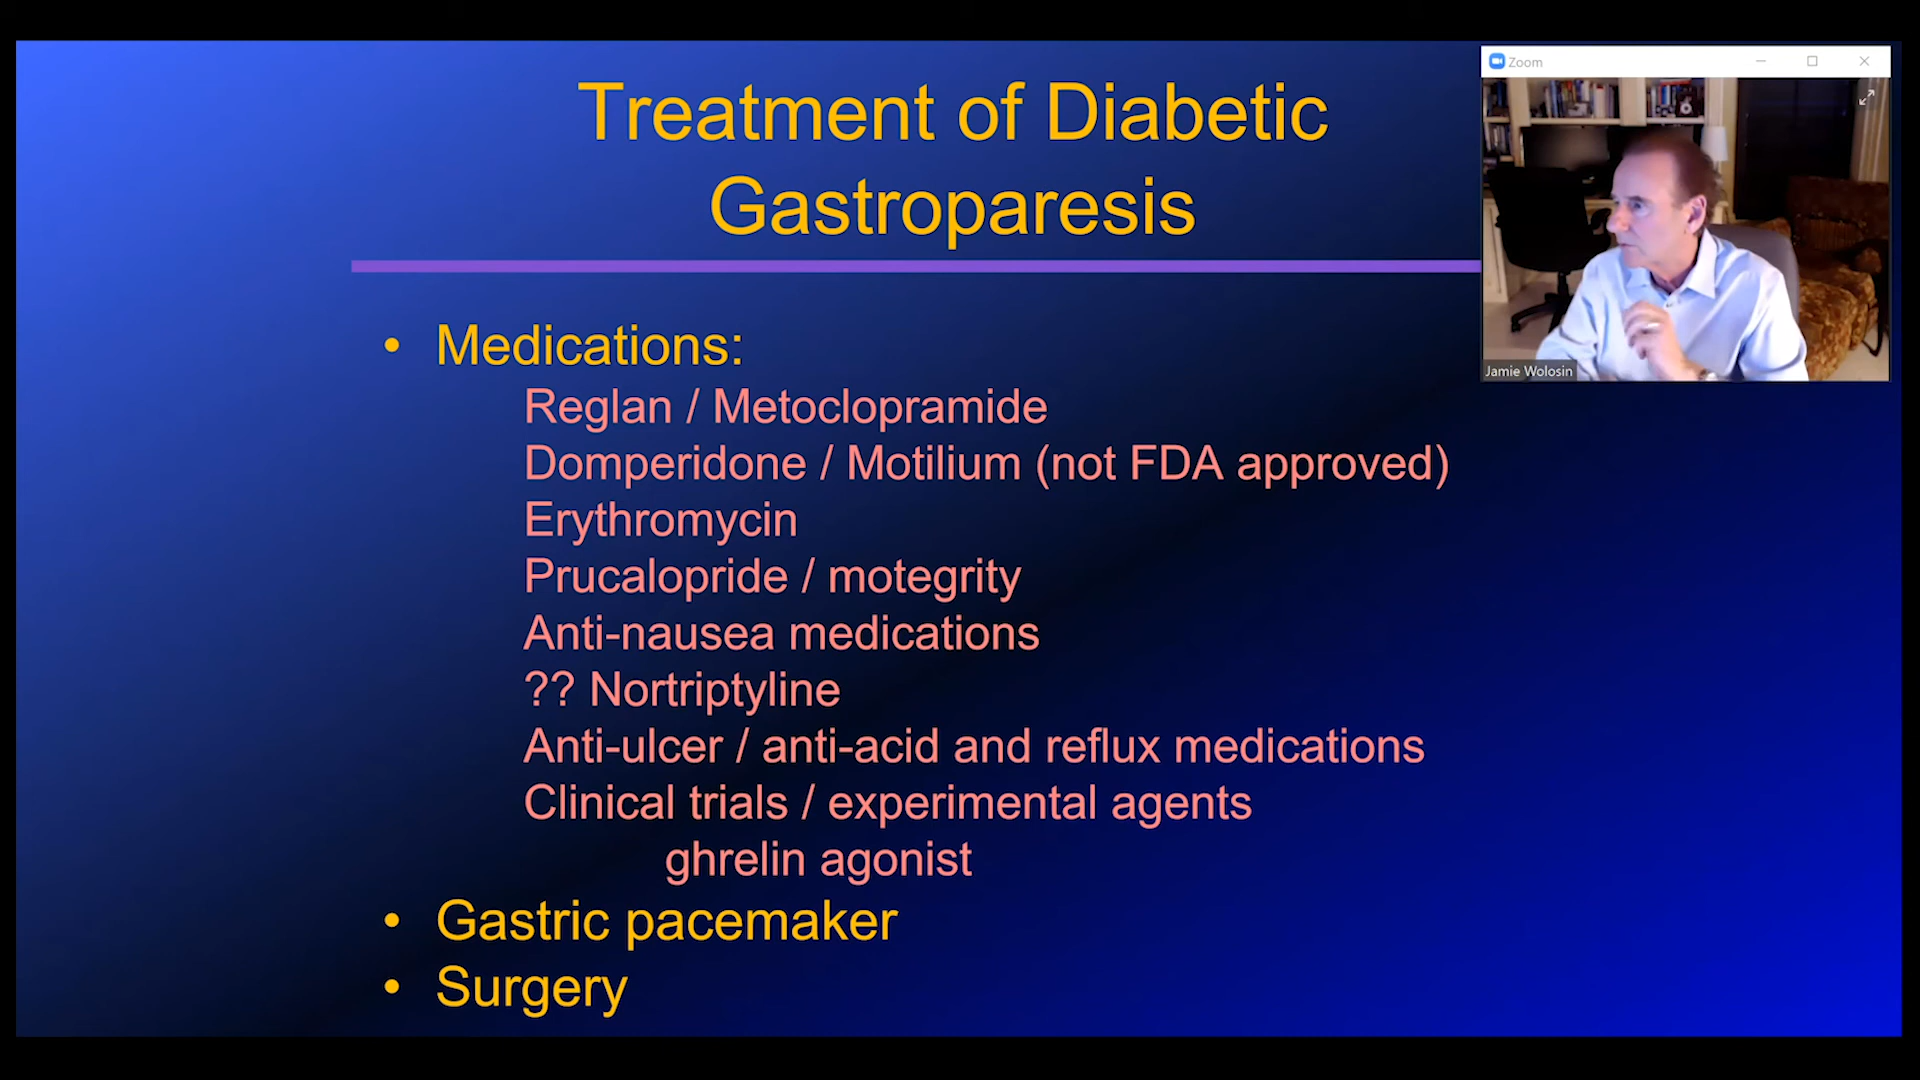 Treatment of Diabetic
Gastroparesis
• Medications:
Reglan / Metoclopramide
Domperidone / Motilium (not FDA approved)
Erythromycin
Prucalopride / motegrity
Anti-nausea medications
?? Nortriptyline
Anti-ulcer / anti-acid and reflux medications
Clinical trials / experimental agents
ghrelin agonist
• Gastric pacemaker
• Surgery
Zoom
Jamie Wolosin